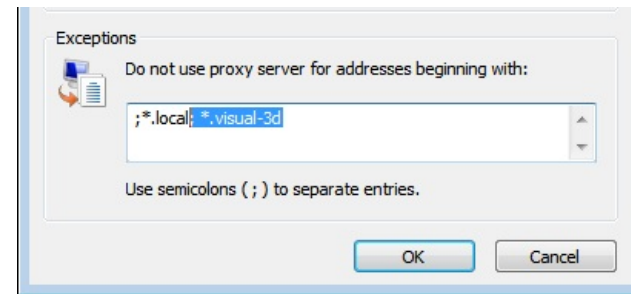 Exceptions
Do not use proxy server for addresses beginning with:
;*.local; *.visual-3d
Use semicolons ( ; ) to separate entries.
OK
Cancel